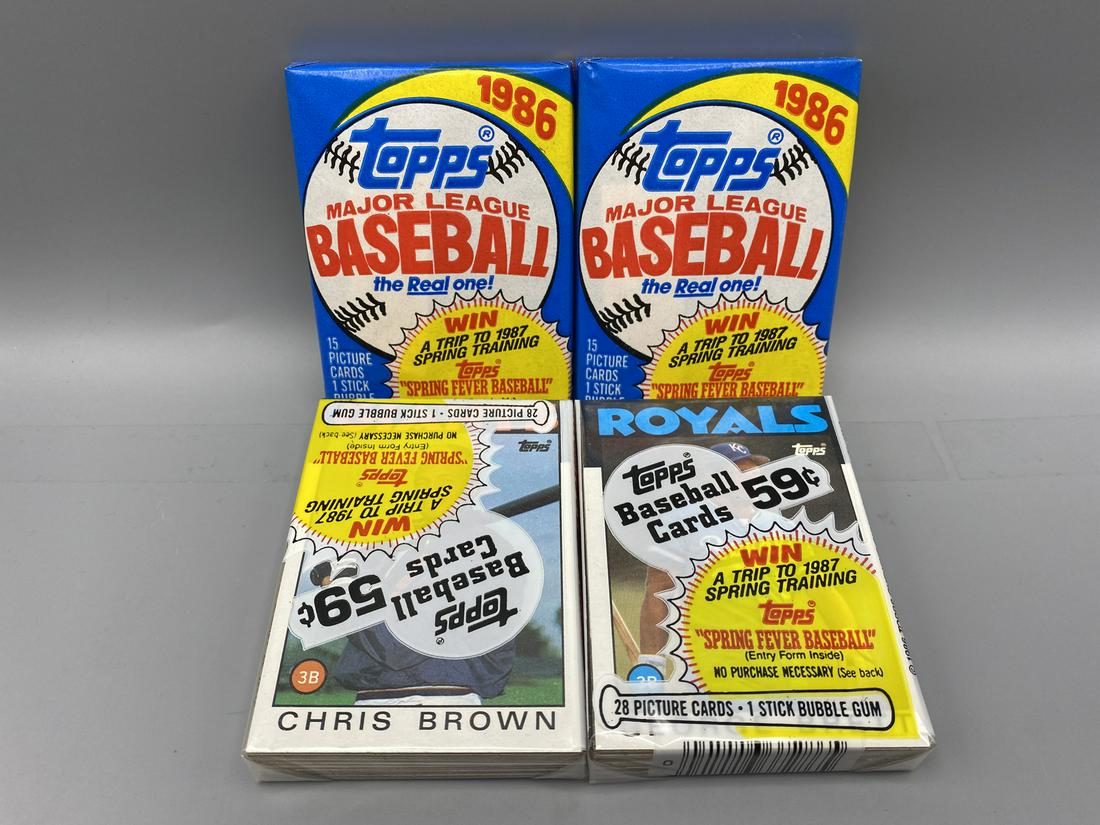 1986
topps®
MAJOR LEAGUE
BASEBALL
the Real one!
WIN
A TRIP TO 1987
SPRING TRAINING
topps
"SPRING FEVER BASEBALL"
15
PICTURE
CARDS
1 STICK
1986
topps®
MAJOR LEAGUE
BASEBALL
the Real one!
WIN
A TRIP TO 1987
SPRING TRAINING
topps
"SPRING FEVER BASEBALL"
15
PICTURE
CARDS
1 STICK
28 PICTURE CARDS • 1 STICK BUBBLE GUM
NO PURCHASE NECESSARY (See back)
(Entry Form Inside)
"SPRING FEVER BASEBALL"
topps®
SPRING TRAINING
A TRIP TO 1987
WIN
topps
topps®
Baseball
Cards
59¢
3B
CHRIS BROWN
ROYALS
topps
KC
topps®
Baseball
Cards 59¢
WIN
A TRIP TO 1987
SPRING TRAINING
topps®
"SPRING FEVER BASEBALL"
(Entry Form Inside)
NO PURCHASE NECESSARY (See back)
3B
28 PICTURE CARDS • 1 STICK BUBBLE GUM
0